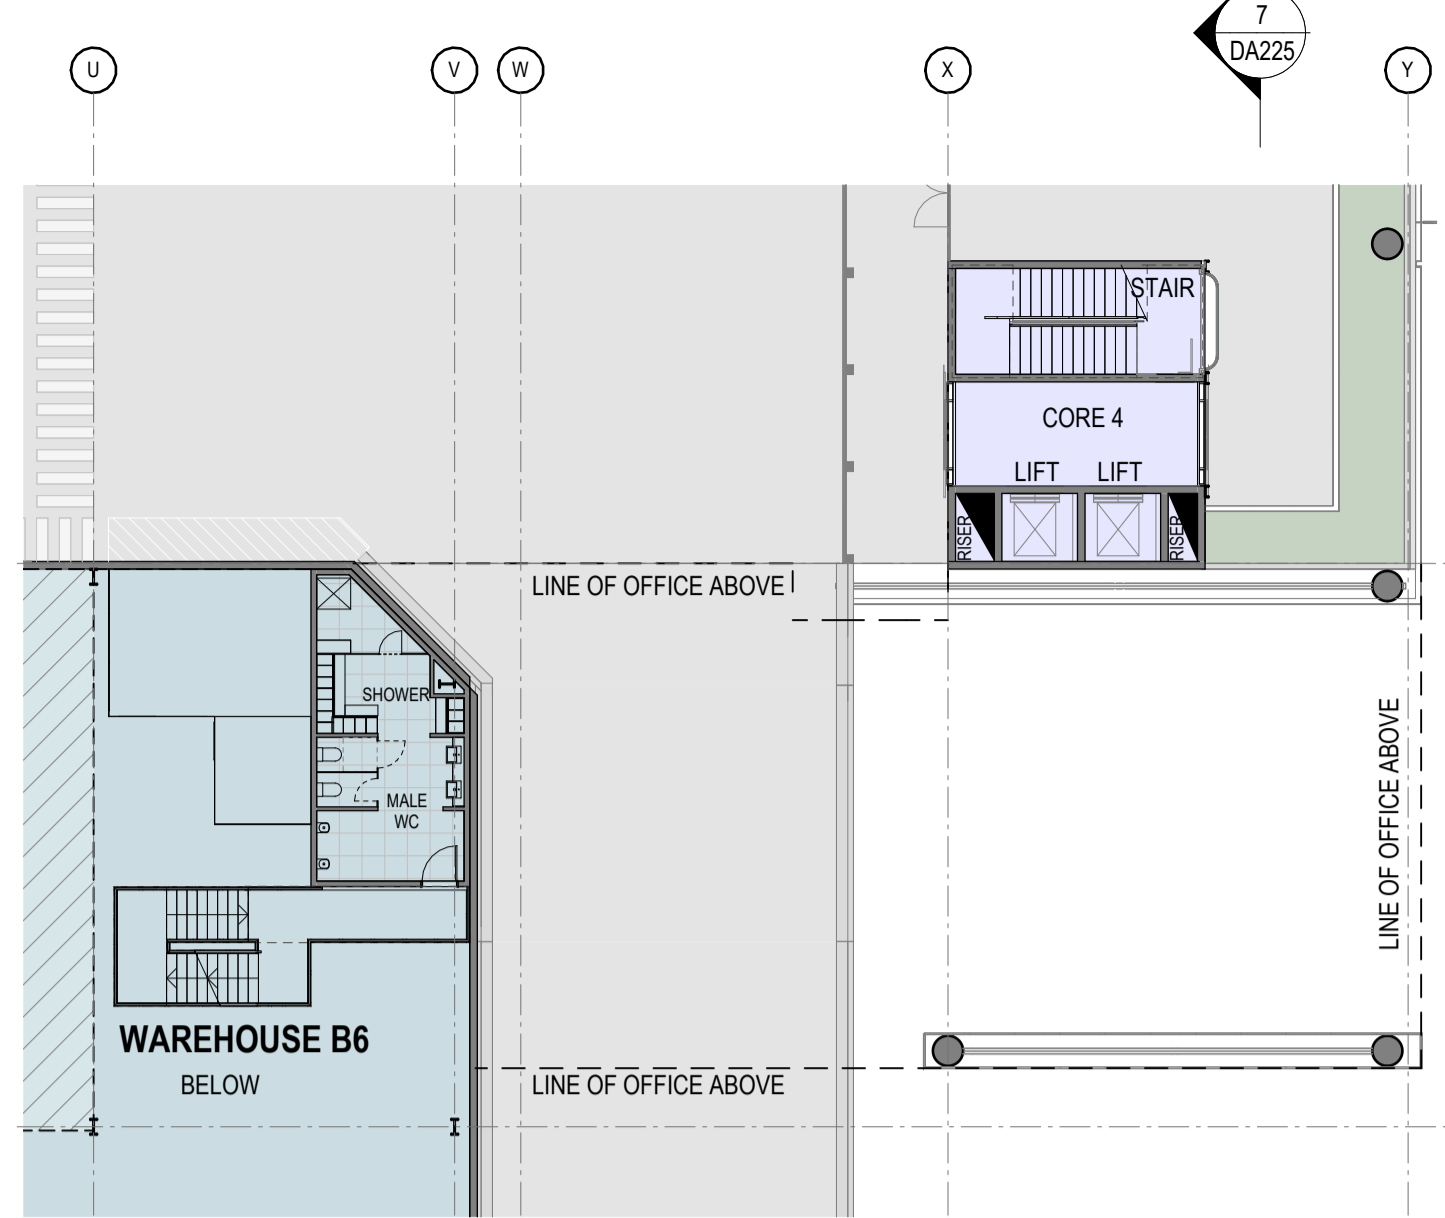 7
DA225
U
V
W
X
Y
STAIR
CORE 4
LIFT
LIFT
RISER
RISER
LINE OF OFFICE ABOVE
SHOWER
MALE
WC
LINE OF OFFICE ABOVE
WAREHOUSE B6
BELOW
LINE OF OFFICE ABOVE